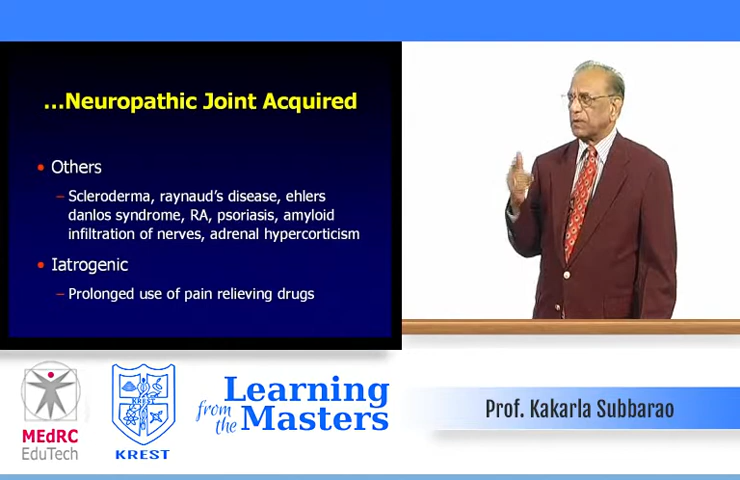 ...Neuropathic Joint Acquired
• Others
– Scleroderma, raynaud's disease, ehlers
danlos syndrome, RA, psoriasis, amyloid
infiltration of nerves, adrenal hypercorticism
• Iatrogenic
– Prolonged use of pain relieving drugs
MEdRC
EduTech
KREST
KREST
Learning
from the
Masters
Prof. Kakarla Subbarao